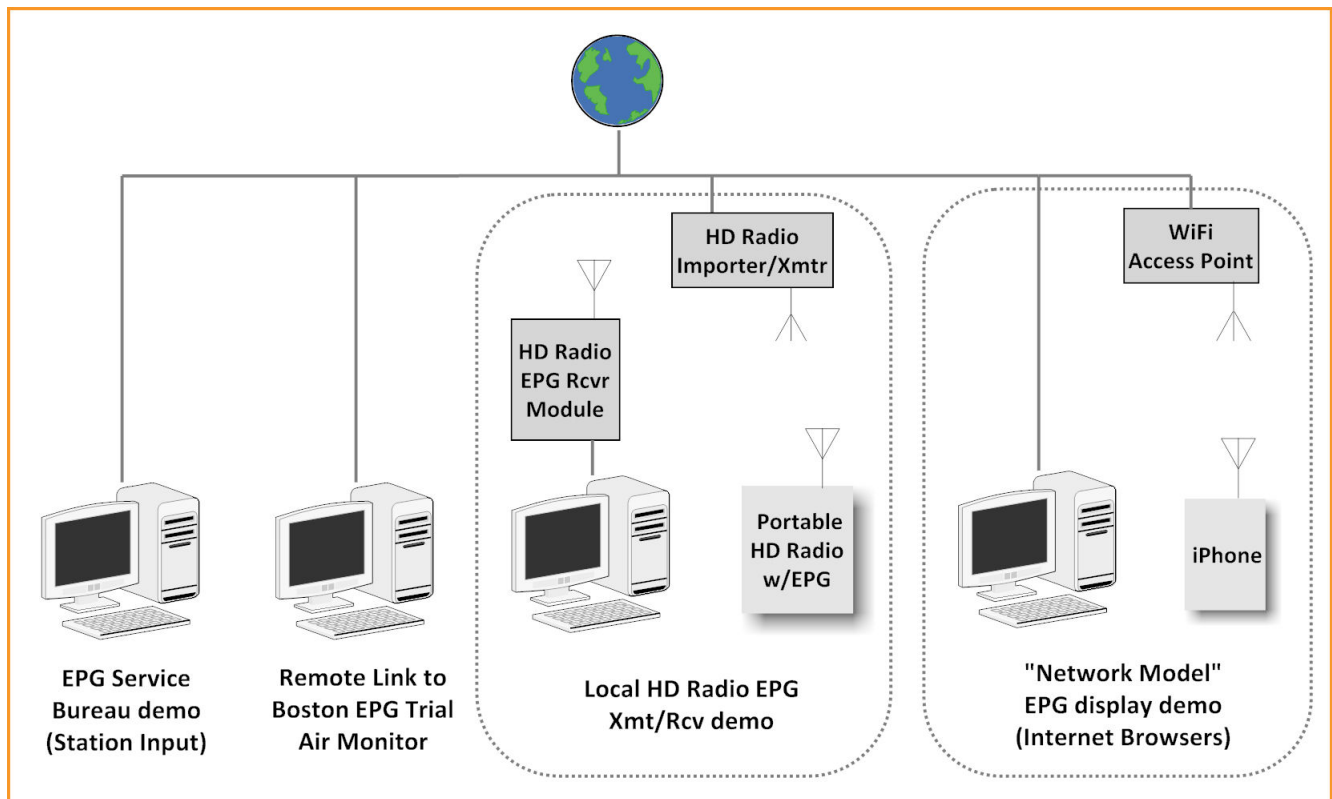 HD Radio
Importer/Xmtr
WiFi
Access Point
HD Radio
EPG Rcvr
Module
Portable
HD Radio
w/EPG
iPhone
EPG Service
Bureau demo
(Station Input)
Remote Link to
Boston EPG Trial
Air Monitor
Local HD Radio EPG
Xmt/Rcv demo
"Network Model"
EPG display demo
(Internet Browsers)